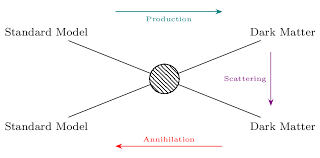 Production
Standard Model
Dark Matter
Scattering
Standard Model
Dark Matter
Annihilation